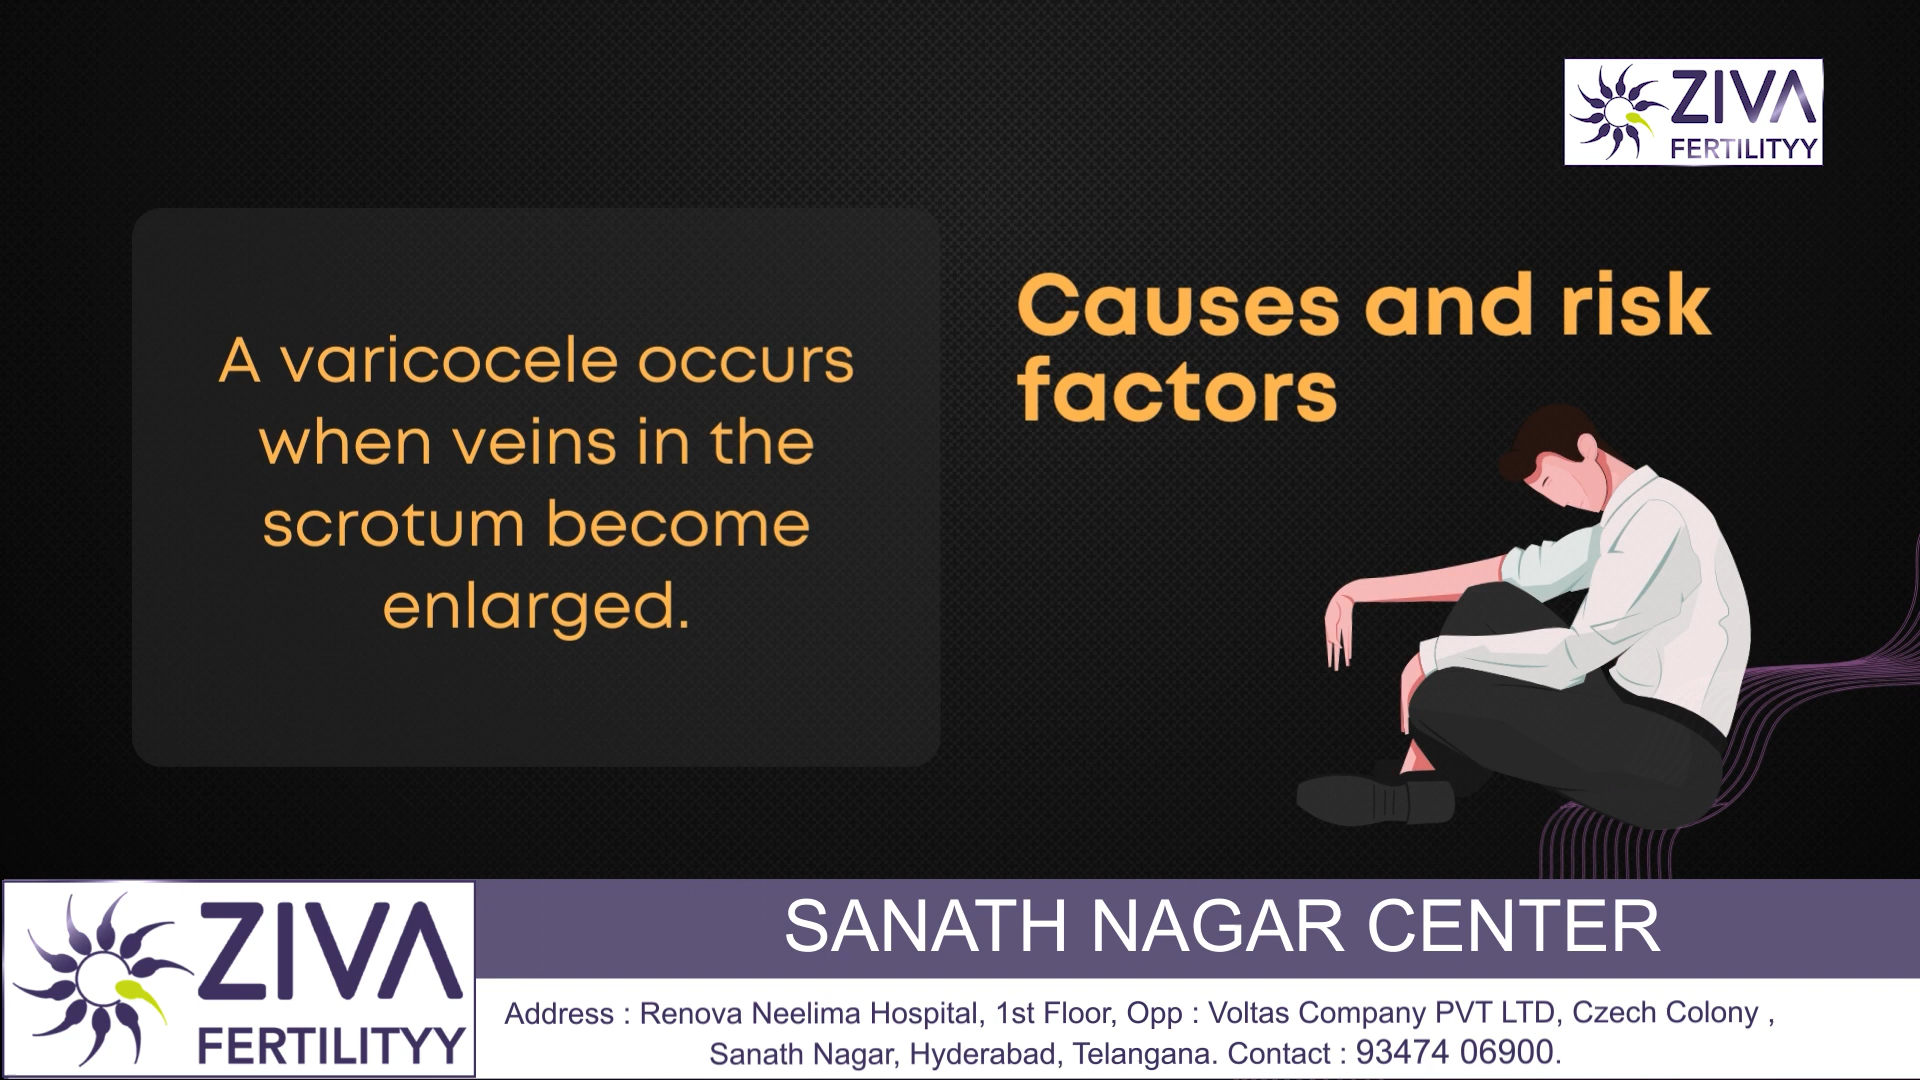 ZIVA
FERTILITYY
Causes and risk
factors
A varicocele occurs
when veins in the
scrotum become
enlarged.
ZIVA
FERTILITYY
SANATH NAGAR CENTER
Address : Renova Neelima Hospital, 1st Floor, Opp : Voltas Company PVT LTD, Czech Colony ,
Sanath Nagar, Hyderabad, Telangana. Contact : 93474 06900.